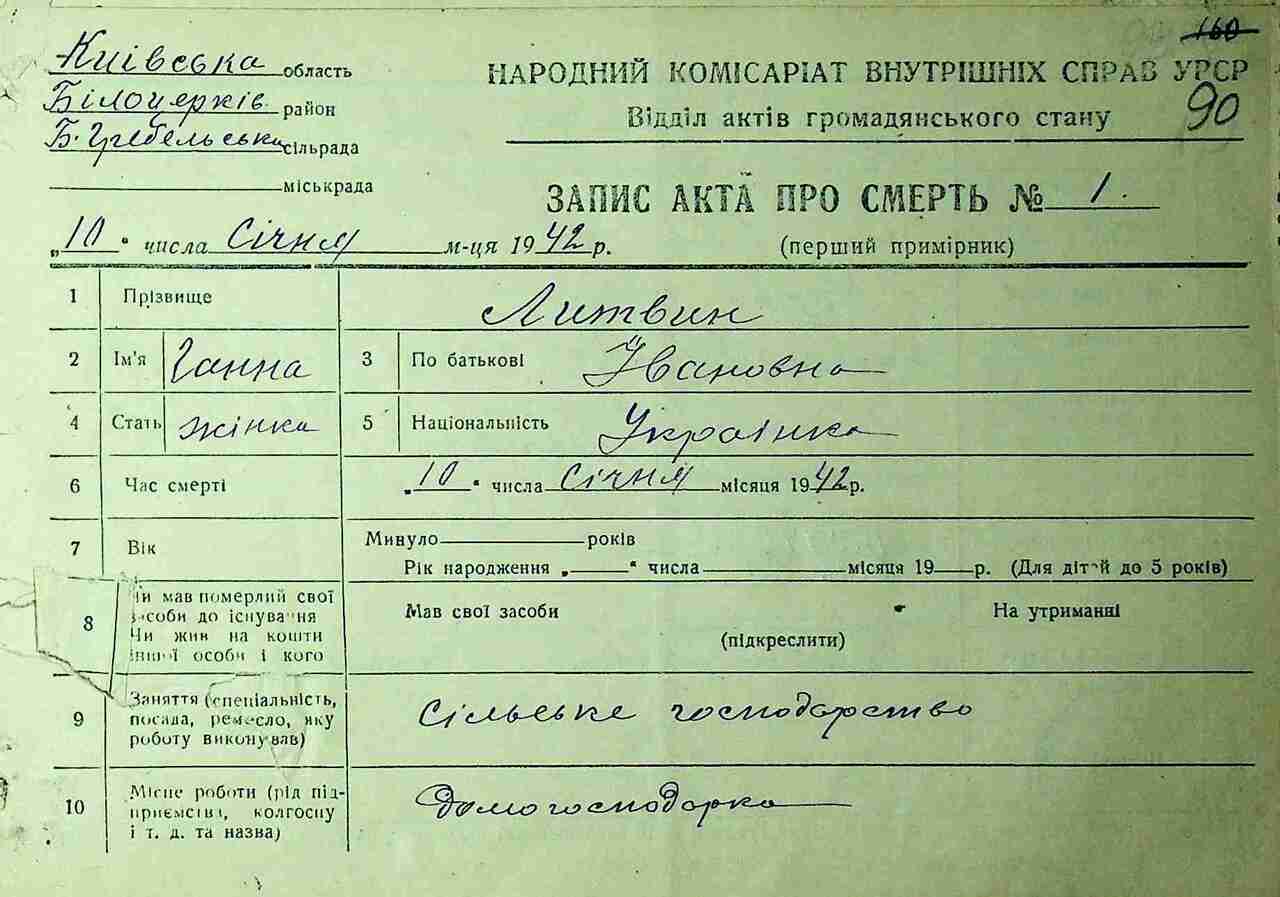 160
Київська область
Білоцерків. район
Б. Гребельська сільрада
міськрада
НАРОДНИЙ КОМІСАРІАТ ВНУТРІШНІХ СПРАВ УРСР
90
Відділ актів громадянського стану
ЗАПИС АКТА ПРО СМЕРТЬ № 1.
„10“ числа Січня м-ця 1942 р.
(перший примірник)
1 Прізвище Литвин
2 Ім'я Ганна 3 По батькові Івановна
4 Стать жінка 5 Національність Українка
6 Час смерті „10“ числа Січня місяця 1942 р.
7 Вік Минуло років
Рік народження „ “ числа місяця 19 р. (Для дітей до 5 років)
8 Чи мав померлий свої
засоби до існування
Чи жив на кошти
іншої особи і кого
Мав свої засоби На утриманні
(підкреслити)
9 Заняття (спеціальність,
посада, ремесло, яку
роботу виконував)
Сільське господарство
10 Місце роботи (рід під-
приємства, колгоспу
і т. д. та назва)
Домогосподарка